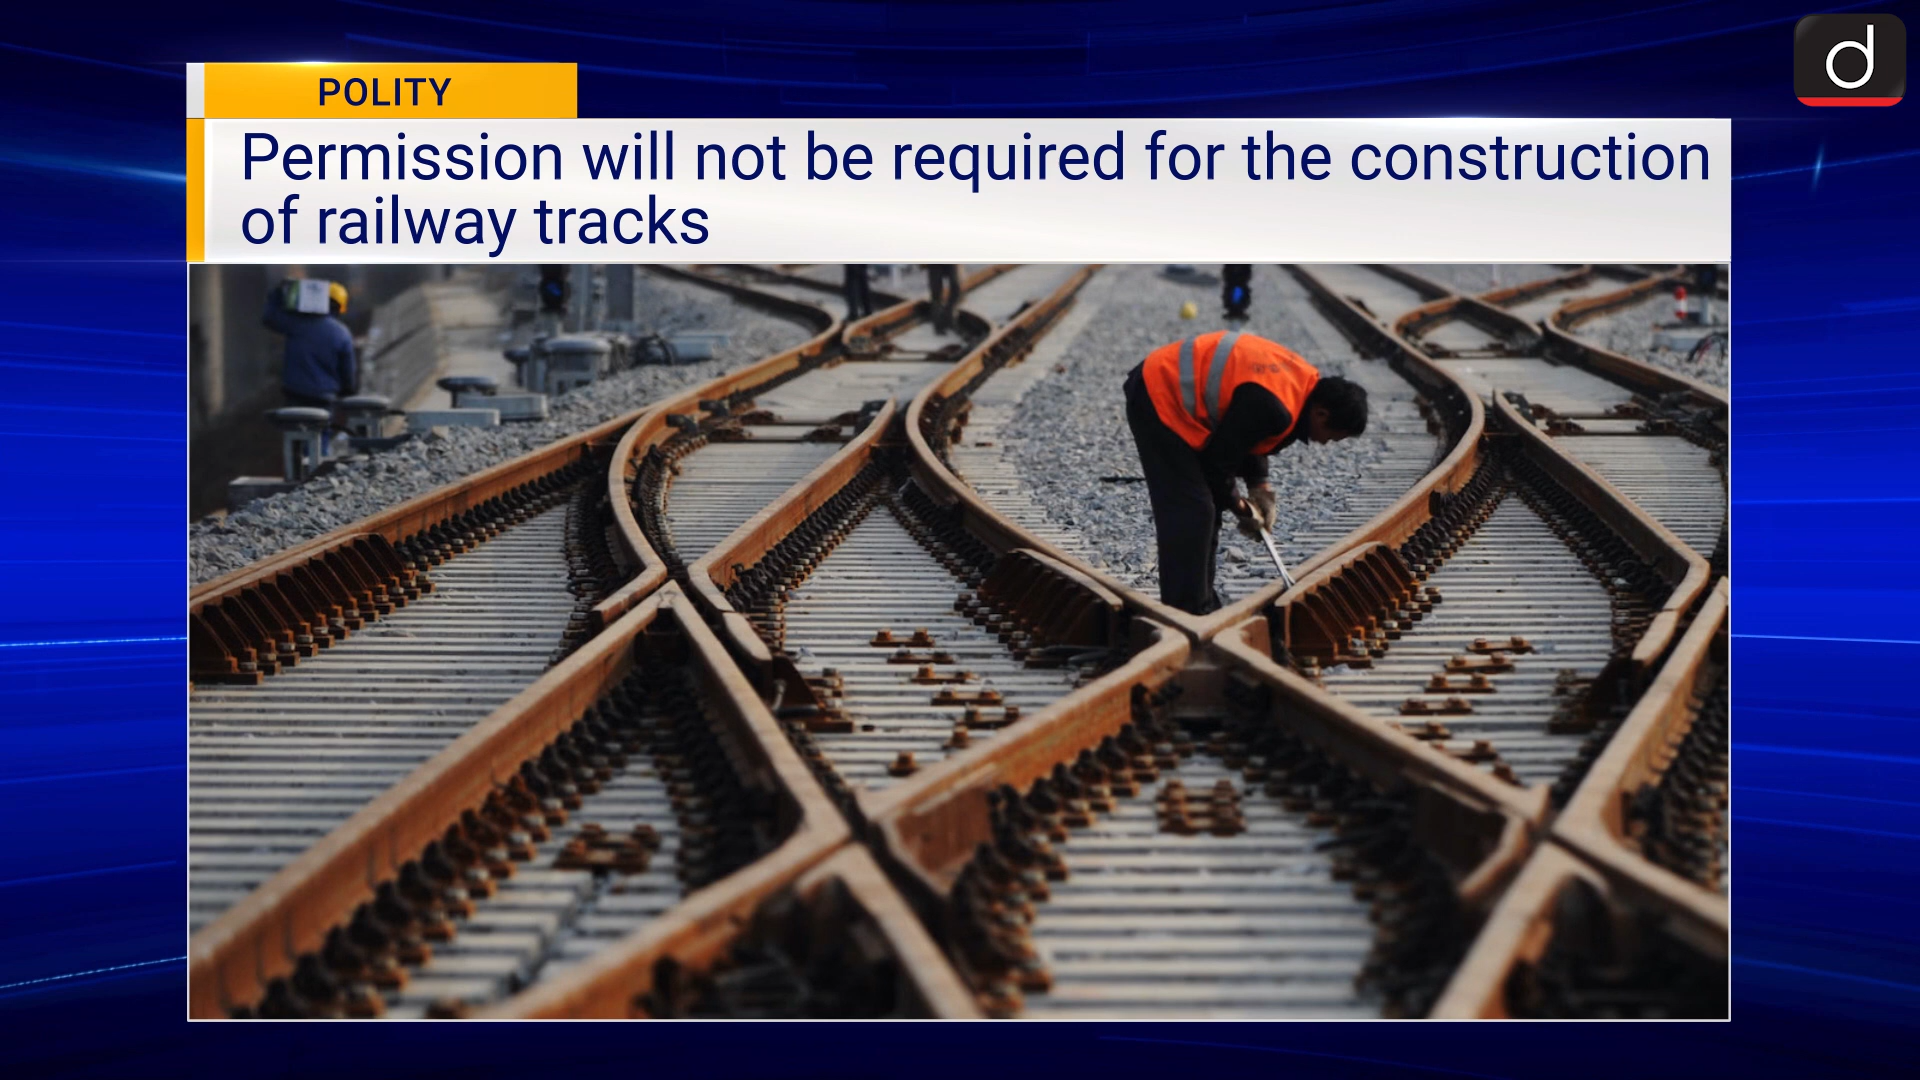 POLITY
Permission will not be required for the construction
of railway tracks
d